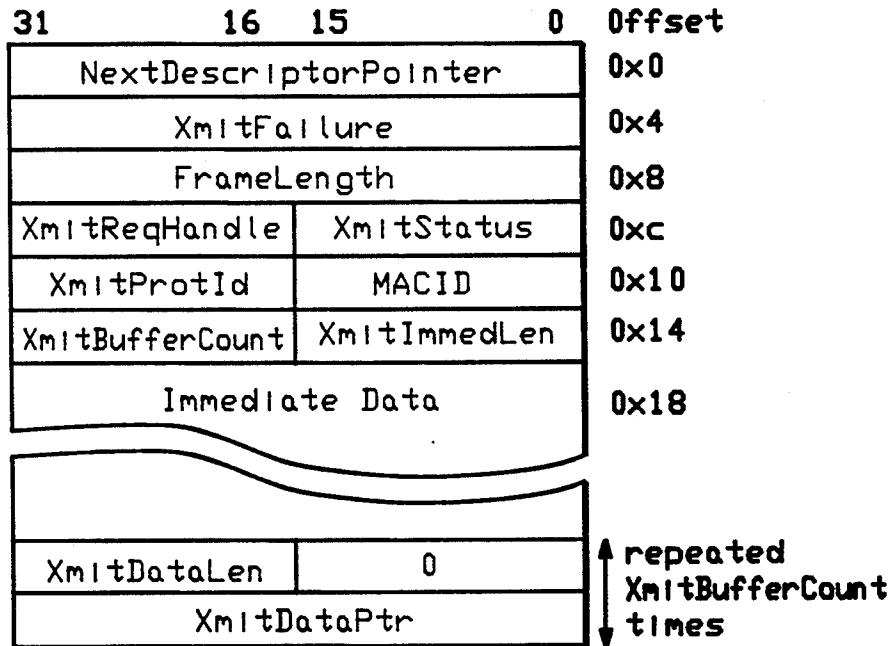 31 16 15 0 Offset
NextDescriptorPointer 0x0
XmitFailure 0x4
FrameLength 0x8
XmitReqHandle XmitStatus 0xc
XmitProtId MACID 0x10
XmitBufferCount XmitImmedLen 0x14
Immediate Data 0x18
XmitDataLen 0 repeated
XmitBufferCount
XmitDataPtr times